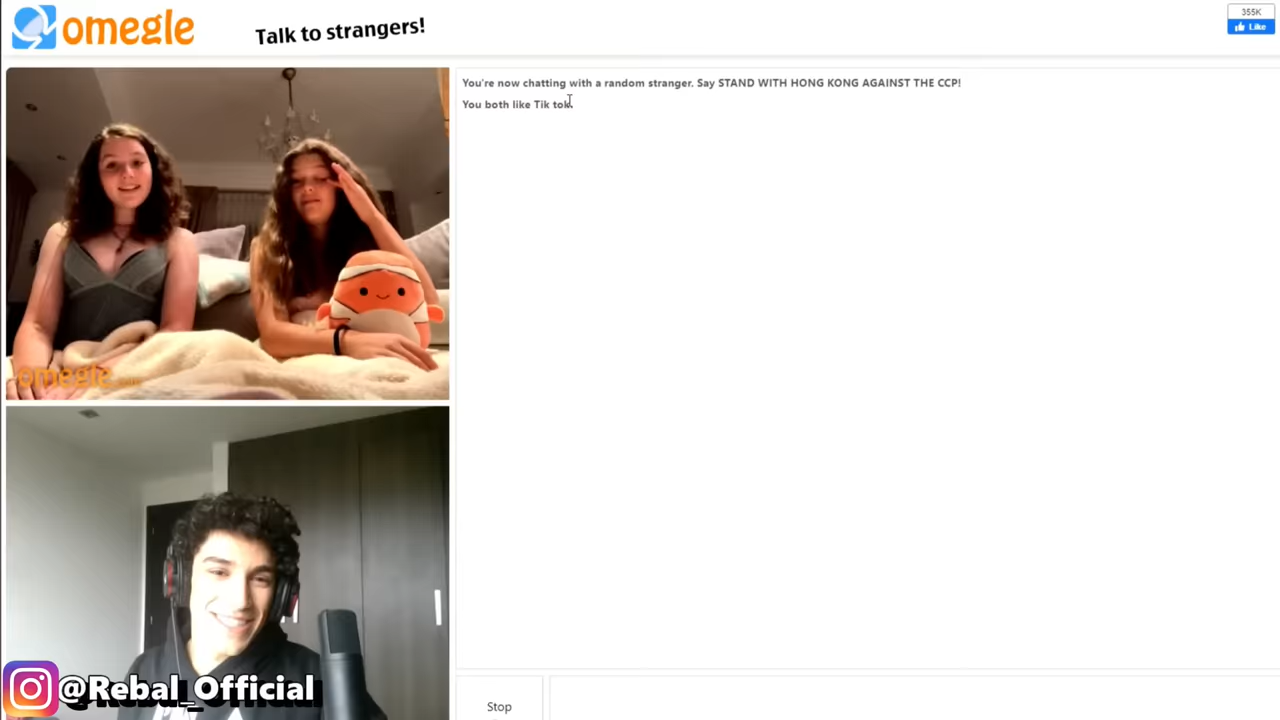 omegle
Talk to strangers!
355K
Like
You're now chatting with a random stranger. Say STAND WITH HONG KONG AGAINST THE CCP!
You both like Tik tok.
omegle
Stop
@Rebal_Official